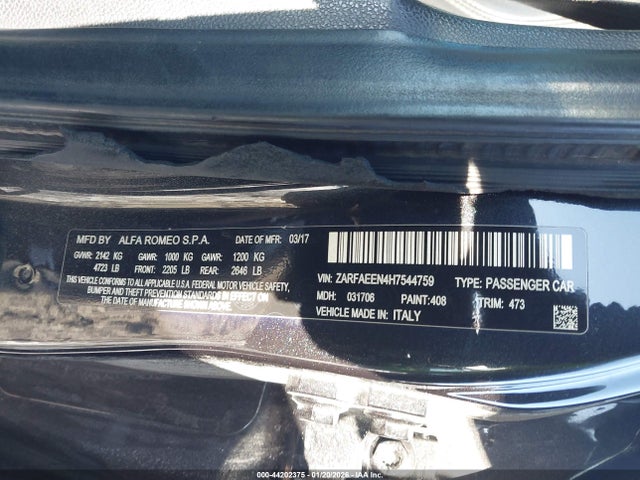 MFD BY ALFA ROMEO S.P.A. DATE OF MFR: 03/17
GVWR: 2142 KG GAWR: 1000 KG GAWR: 1200 KG
4723 LB FRONT: 2205 LB REAR: 2646 LB
THIS VEHICLE CONFORMS TO ALL APPLICABLE U.S.A. FEDERAL MOTOR VEHICLE SAFETY,
BUMPER AND THEFT PREVENTION STANDARDS IN EFFECT ON THE DATE
OF MANUFACTURE SHOWN ABOVE.
VIN: ZARFAEEN4H7544759 TYPE: PASSENGER CAR
MDH: 031706 PAINT: 408 TRIM: 473
VEHICLE MADE IN: ITALY
000-44202375 - 01/20/2026 - IAA Inc.